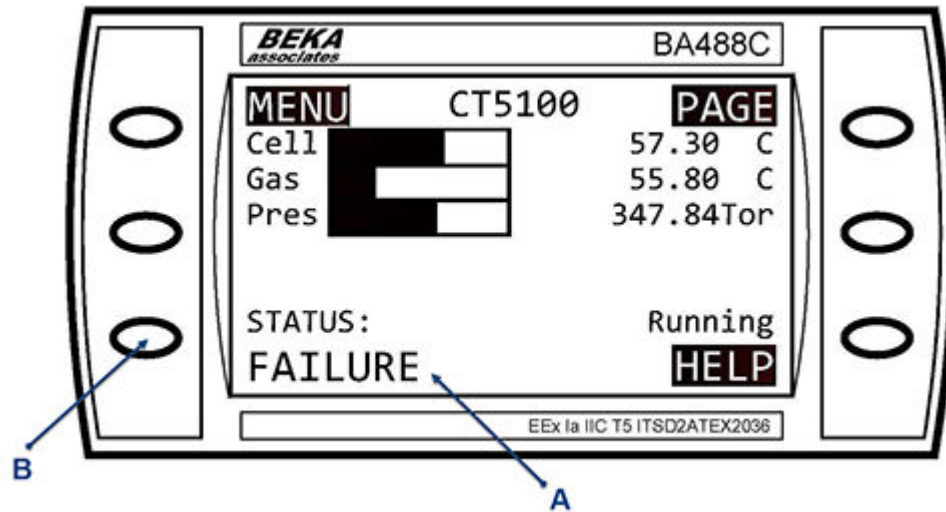 BEKA
associates
BA488C
MENU CT5100 PAGE
Cell 57.30 C
Gas 55.80 C
Pres 347.84Tor
STATUS: Running
FAILURE HELP
EEx Ia IIC T5 ITSD2ATEX2036
B
A